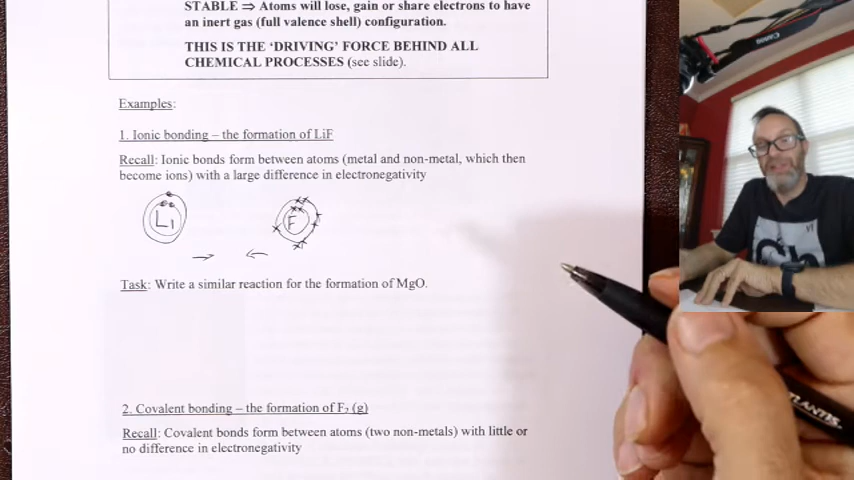 STABLE ⇒ Atoms will lose, gain or share electrons to have
an inert gas (full valence shell) configuration.
THIS IS THE 'DRIVING' FORCE BEHIND ALL
CHEMICAL PROCESSES (see slide).
Examples:
1. Ionic bonding – the formation of LiF
Recall: Ionic bonds form between atoms (metal and non-metal, which then
become ions) with a large difference in electronegativity
Li F
→ ←
Task: Write a similar reaction for the formation of MgO.
2. Covalent bonding – the formation of F₂ (g)
Recall: Covalent bonds form between atoms (two non-metals) with little or
no difference in electronegativity
Canon
ATLANTIS